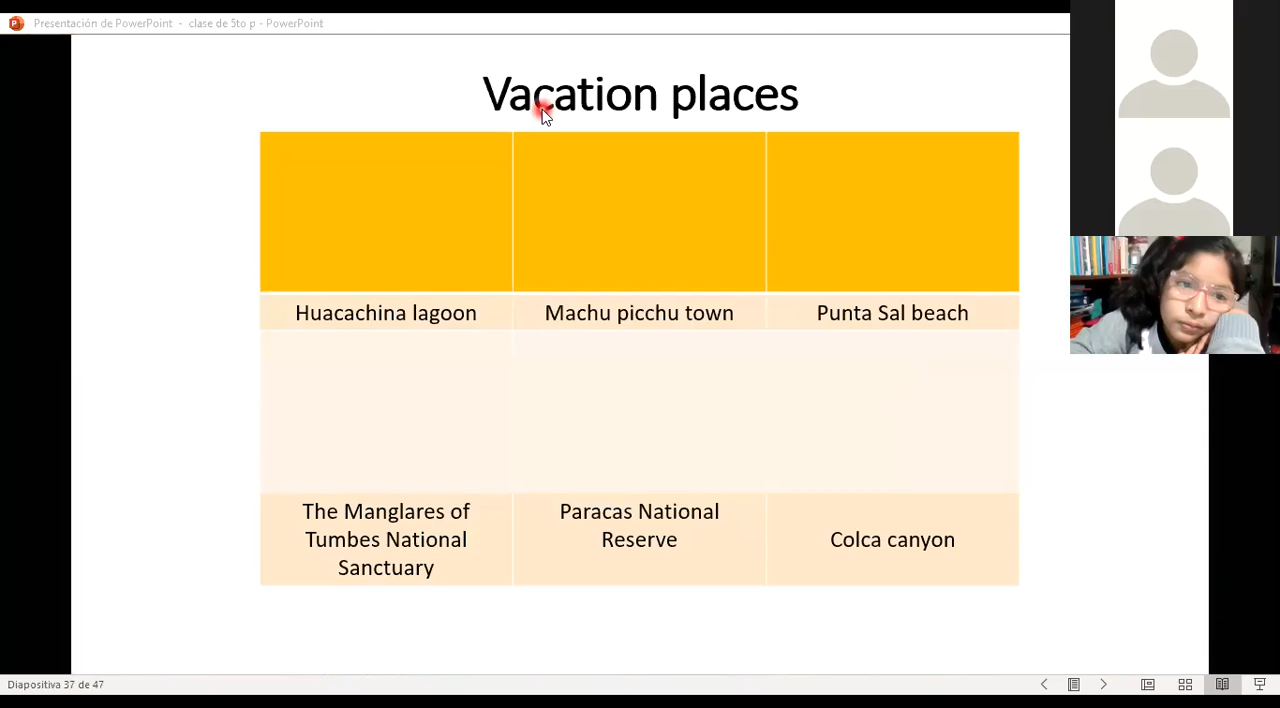 Presentación de PowerPoint - clase de 5to p - PowerPoint
Vacation places
Huacachina lagoon
Machu picchu town
Punta Sal beach
The Manglares of
Tumbes National
Sanctuary
Paracas National
Reserve
Colca canyon
Diapositiva 37 de 47